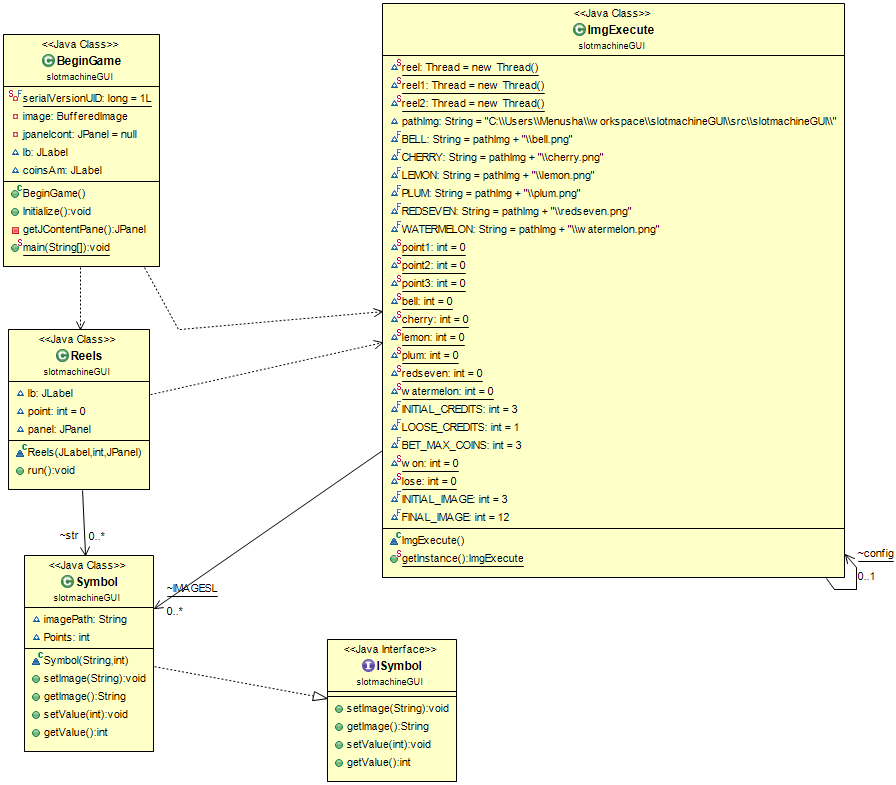 <<Java Class>>
BeginGame
slotmachineGUI
serialVersionUID: long = 1L
image: BufferedImage
jpanelcont: JPanel = null
lb: JLabel
coinsAm: JLabel
BeginGame()
Initialize():void
getJContentPane():JPanel
main(String[]):void
<<Java Class>>
ImgExecute
slotmachineGUI
reel: Thread = new Thread()
reel1: Thread = new Thread()
reel2: Thread = new Thread()
pathImg: String = "C:\\Users\\Menusha\\workspace\\slotmachineGUI\\src\\slotmachineGUI\\"
BELL: String = pathImg + "\\bell.png"
CHERRY: String = pathImg + "\\cherry.png"
LEMON: String = pathImg + "\\lemon.png"
PLUM: String = pathImg + "\\plum.png"
REDSEVEN: String = pathImg + "\\redseven.png"
WATERMELON: String = pathImg + "\\watermelon.png"
point1: int = 0
point2: int = 0
point3: int = 0
bell: int = 0
cherry: int = 0
lemon: int = 0
plum: int = 0
redseven: int = 0
watermelon: int = 0
INITIAL_CREDITS: int = 3
LOOSE_CREDITS: int = 1
BET_MAX_COINS: int = 3
won: int = 0
lose: int = 0
INITIAL_IMAGE: int = 3
FINAL_IMAGE: int = 12
ImgExecute()
getInstance():ImgExecute
~config
0..1
<<Java Class>>
Reels
slotmachineGUI
lb: JLabel
point: int = 0
panel: JPanel
Reels(JLabel,int,JPanel)
run():void
~str 0..*
<<Java Class>>
Symbol
slotmachineGUI
imagePath: String
Points: int
Symbol(String,int)
setImage(String):void
getImage():String
setValue(int):void
getValue():int
~IMAGESL
0..*
<<Java Interface>>
ISymbol
slotmachineGUI
setImage(String):void
getImage():String
setValue(int):void
getValue():int